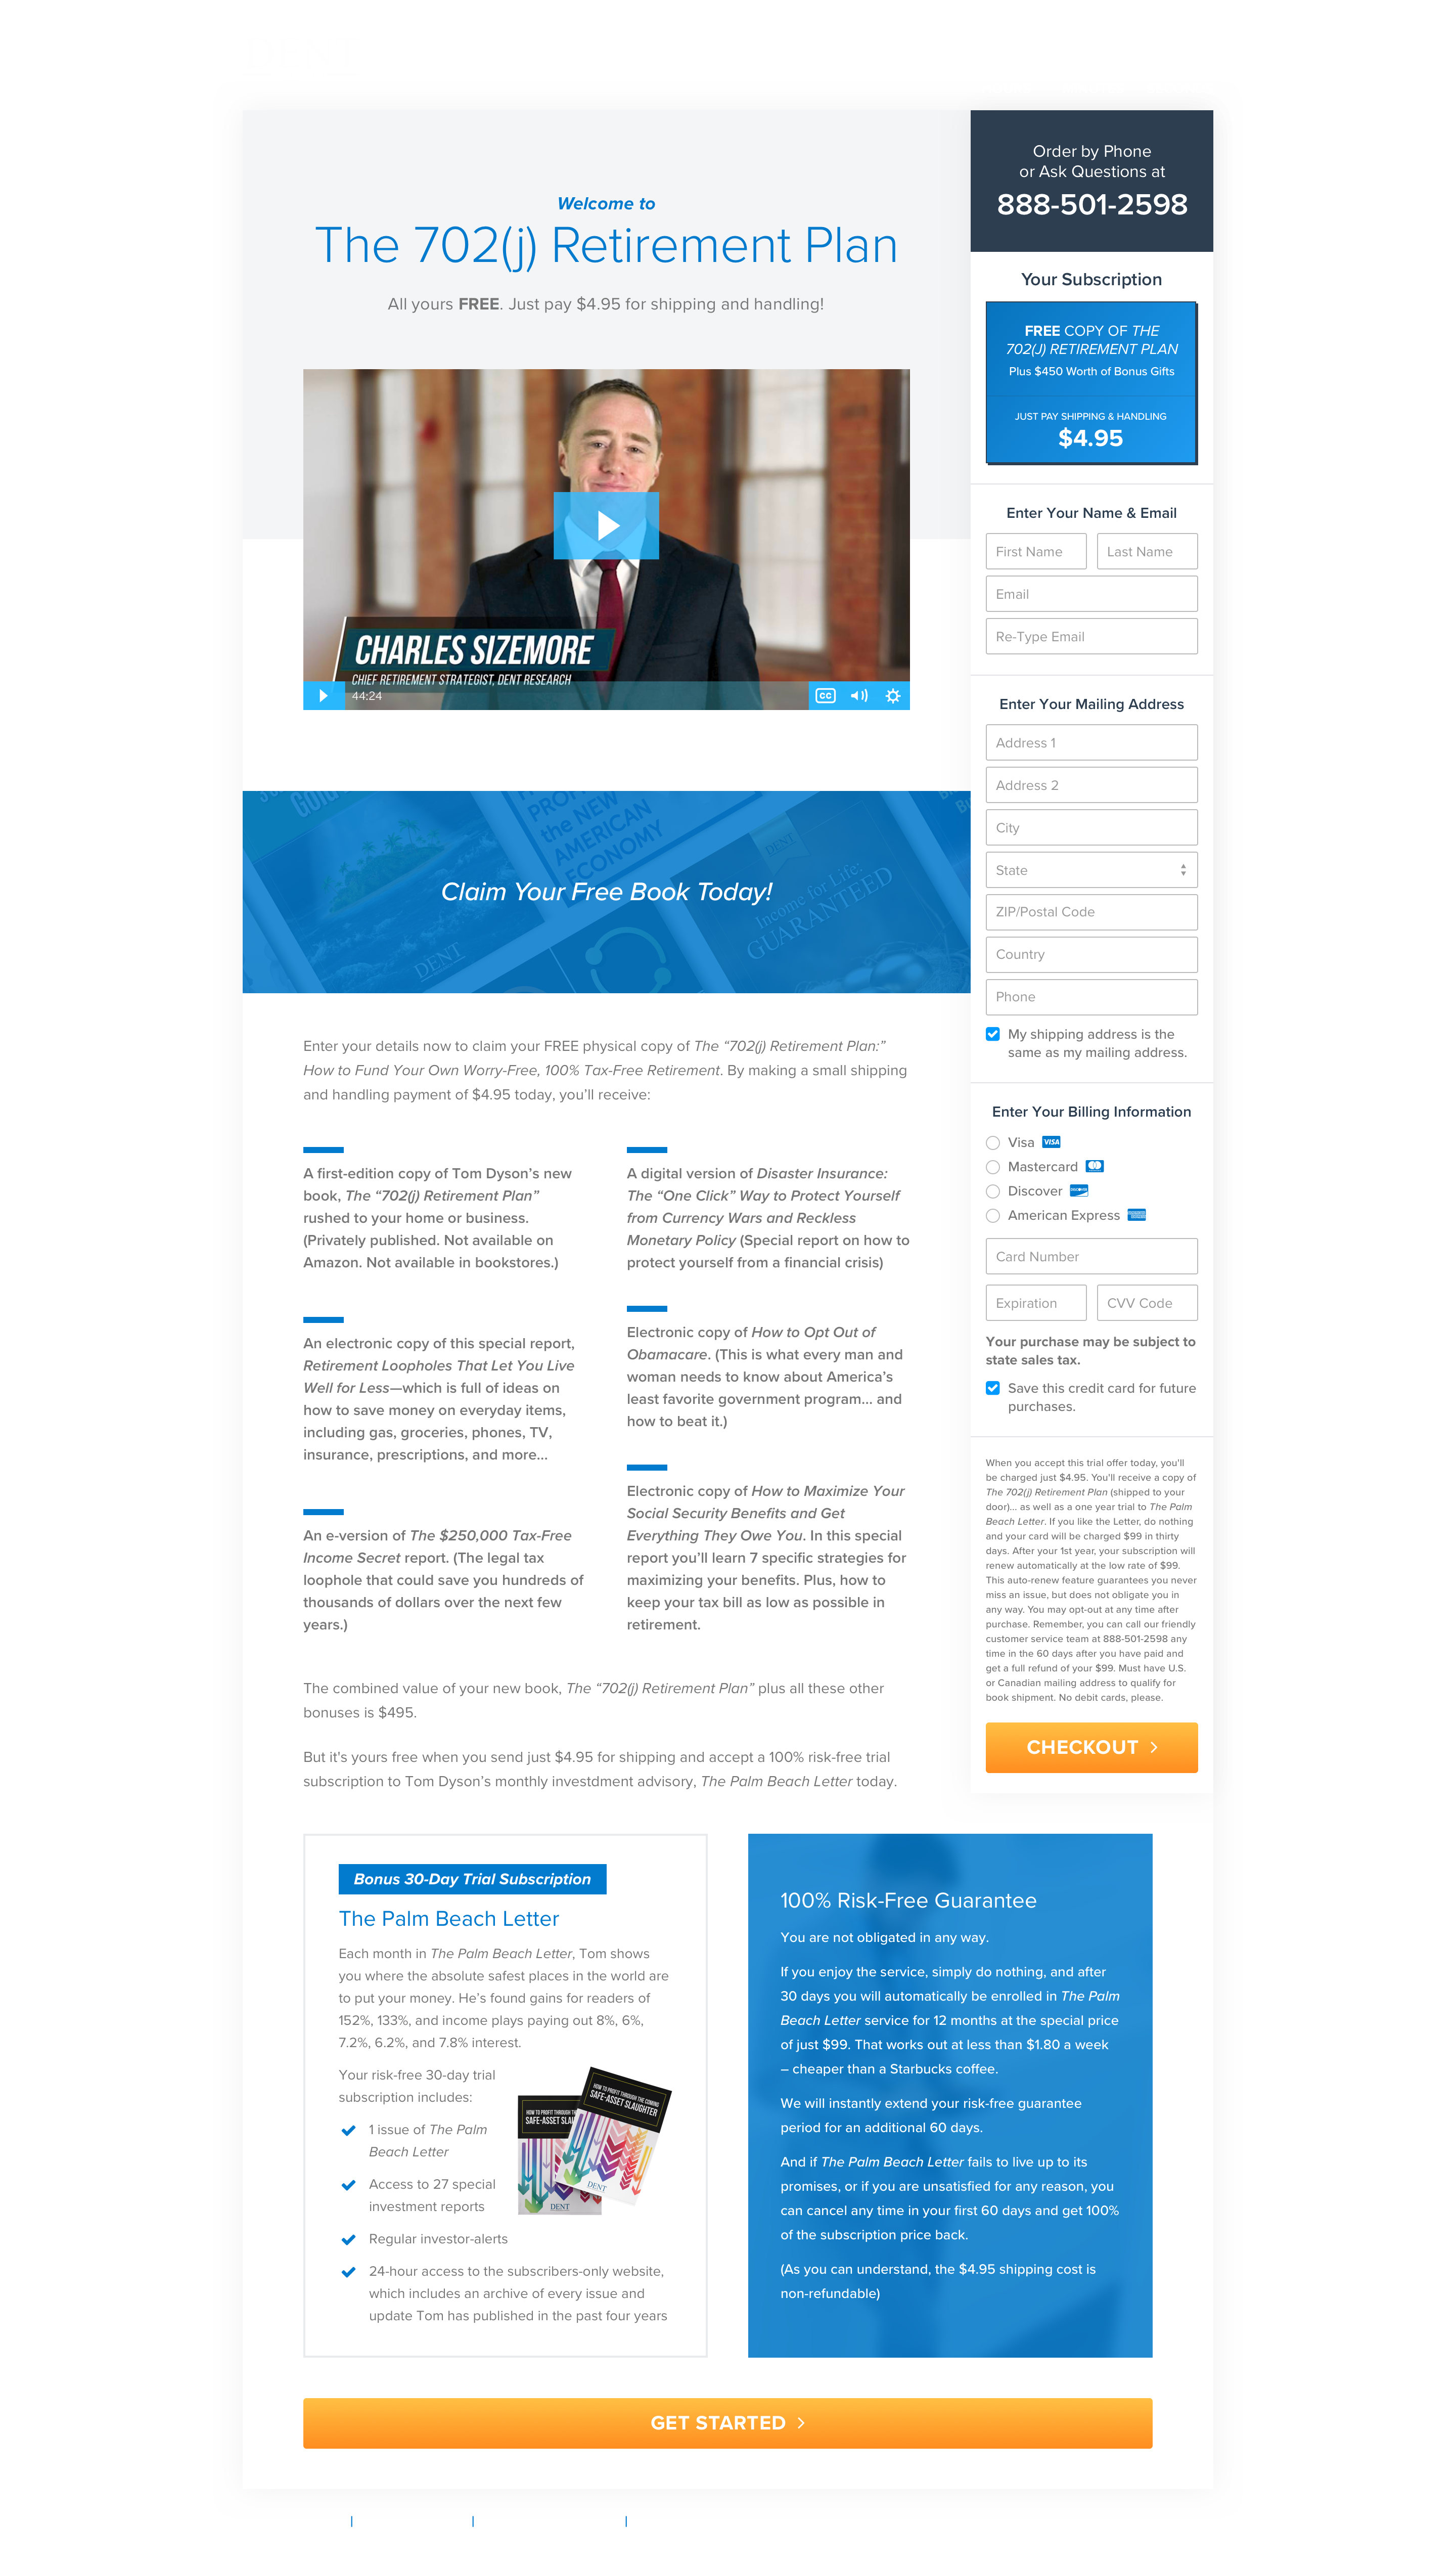 Welcome to
The 702(j) Retirement Plan
All yours FREE. Just pay $4.95 for shipping and handling!
CHARLES SIZEMORE
CHIEF RETIREMENT STRATEGIST, DENT RESEARCH
44:24
CC
PROFIT
the NEW
AMERICAN
ECONOMY
DENT
DENT
Income for Life:
GUARANTEED
Claim Your Free Book Today!
Enter your details now to claim your FREE physical copy of The “702(j) Retirement Plan:”
How to Fund Your Own Worry-Free, 100% Tax-Free Retirement. By making a small shipping
and handling payment of $4.95 today, you’ll receive:
A first-edition copy of Tom Dyson’s new
book, The “702(j) Retirement Plan”
rushed to your home or business.
(Privately published. Not available on
Amazon. Not available in bookstores.)
An electronic copy of this special report,
Retirement Loopholes That Let You Live
Well for Less—which is full of ideas on
how to save money on everyday items,
including gas, groceries, phones, TV,
insurance, prescriptions, and more...
An e-version of The $250,000 Tax-Free
Income Secret report. (The legal tax
loophole that could save you hundreds of
thousands of dollars over the next few
years.)
A digital version of Disaster Insurance:
The “One Click” Way to Protect Yourself
from Currency Wars and Reckless
Monetary Policy (Special report on how to
protect yourself from a financial crisis)
Electronic copy of How to Opt Out of
Obamacare. (This is what every man and
woman needs to know about America’s
least favorite government program... and
how to beat it.)
Electronic copy of How to Maximize Your
Social Security Benefits and Get
Everything They Owe You. In this special
report you’ll learn 7 specific strategies for
maximizing your benefits. Plus, how to
keep your tax bill as low as possible in
retirement.
The combined value of your new book, The “702(j) Retirement Plan” plus all these other
bonuses is $495.
But it's yours free when you send just $4.95 for shipping and accept a 100% risk-free trial
subscription to Tom Dyson’s monthly investdment advisory, The Palm Beach Letter today.
Order by Phone
or Ask Questions at
888-501-2598
Your Subscription
FREE COPY OF THE
702(J) RETIREMENT PLAN
Plus $450 Worth of Bonus Gifts
JUST PAY SHIPPING & HANDLING
$4.95
Enter Your Name & Email
First Name
Last Name
Email
Re-Type Email
Enter Your Mailing Address
Address 1
Address 2
City
State
ZIP/Postal Code
Country
Phone
My shipping address is the
same as my mailing address.
Enter Your Billing Information
Visa VISA
Mastercard
Discover DISCOVER
American Express
Card Number
Expiration
CVV Code
Your purchase may be subject to
state sales tax.
Save this credit card for future
purchases.
When you accept this trial offer today, you'll
be charged just $4.95. You'll receive a copy of
The 702(j) Retirement Plan (shipped to your
door)... as well as a one year trial to The Palm
Beach Letter. If you like the Letter, do nothing
and your card will be charged $99 in thirty
days. After your 1st year, your subscription will
renew automatically at the low rate of $99.
This auto-renew feature guarantees you never
miss an issue, but does not obligate you in
any way. You may opt-out at any time after
purchase. Remember, you can call our friendly
customer service team at 888-501-2598 any
time in the 60 days after you have paid and
get a full refund of your $99. Must have U.S.
or Canadian mailing address to qualify for
book shipment. No debit cards, please.
CHECKOUT
Bonus 30-Day Trial Subscription
The Palm Beach Letter
Each month in The Palm Beach Letter, Tom shows
you where the absolute safest places in the world are
to put your money. He’s found gains for readers of
152%, 133%, and income plays paying out 8%, 6%,
7.2%, 6.2%, and 7.8% interest.
Your risk-free 30-day trial
subscription includes:
1 issue of The Palm
Beach Letter
Access to 27 special
investment reports
Regular investor-alerts
24-hour access to the subscribers-only website,
which includes an archive of every issue and
update Tom has published in the past four years
HOW TO PROFIT THROUGH THE COMING
SAFE-ASSET SLAUGHTER
DENT
HOW TO PROFIT THROUGH
SAFE-ASSET
DENT
100% Risk-Free Guarantee
You are not obligated in any way.
If you enjoy the service, simply do nothing, and after
30 days you will automatically be enrolled in The Palm
Beach Letter service for 12 months at the special price
of just $99. That works out at less than $1.80 a week
– cheaper than a Starbucks coffee.
We will instantly extend your risk-free guarantee
period for an additional 60 days.
And if The Palm Beach Letter fails to live up to its
promises, or if you are unsatisfied for any reason, you
can cancel any time in your first 60 days and get 100%
of the subscription price back.
(As you can understand, the $4.95 shipping cost is
non-refundable)
GET STARTED